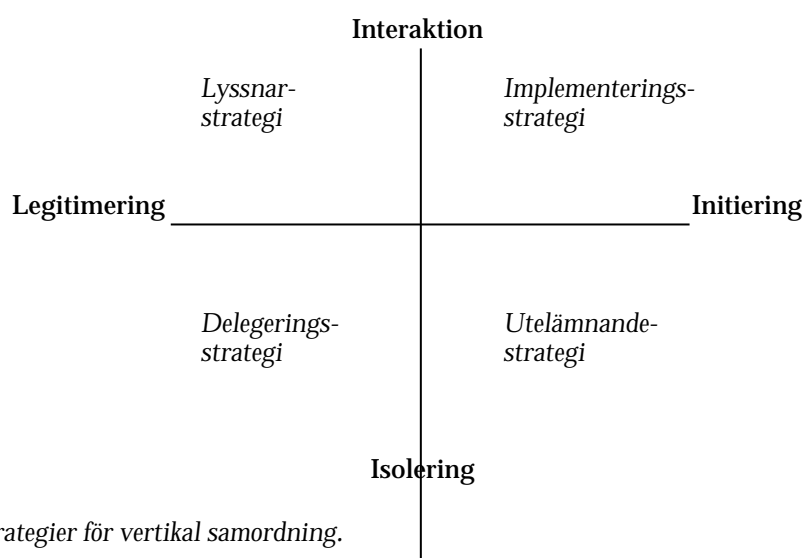 Interaktion
Lyssnar-
strategi
Implementerings-
strategi
Legitimering
Initiering
Delegerings-
strategi
Utelämnande-
strategi
Isolering
rategier för vertikal samordning.